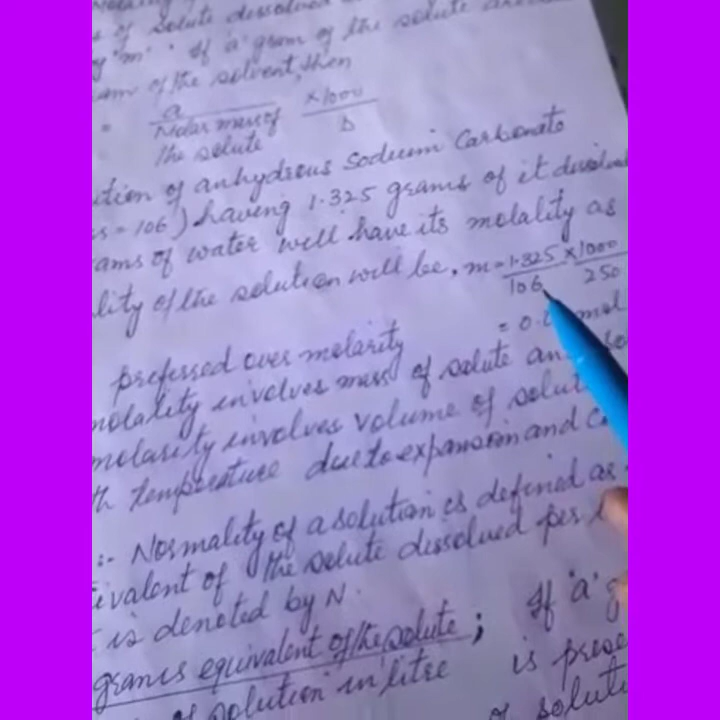 of solute dissolved
"m". If 'a' gram of the solute
of the solvent, then
= a/Molar mass of the solute × 1000/b
tion of anhydrous Sodium Carbonate
= 106) having 1.325 grams of it dissolved
ams of water will have its molality as
lity of the solution will be, m = 1.325/106 × 1000/250
= 0. mol
preferred over molarity
molality involves mass of solute an
molarity involves volume of solut
th temperature due to expansion and c
:- Normality of a solution is defined as
ivalent of the solute dissolved per
is denoted by N.
grams equivalent of the solute ; If 'a' g
of solution in litre is prese
of solut